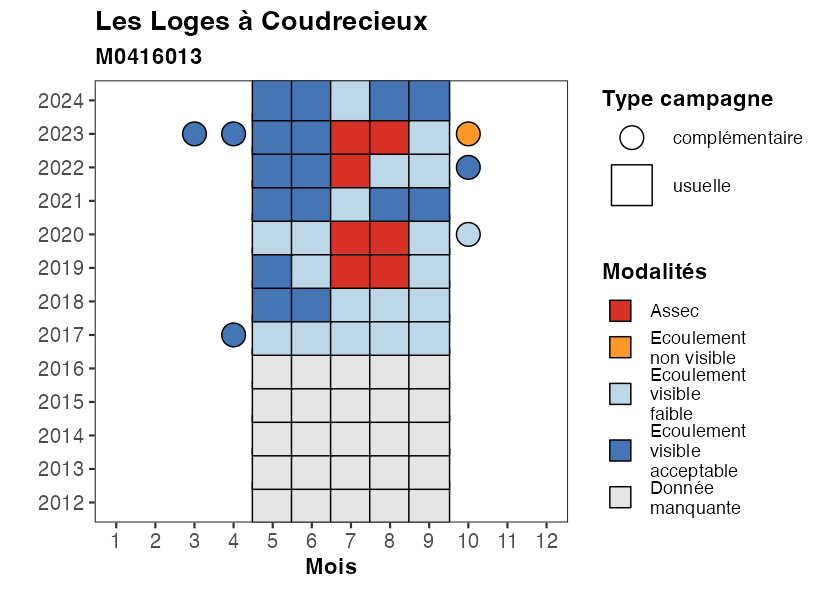 Les Loges à Coudrecieux
M0416013
2024
2023
2022
2021
2020
2019
2018
2017
2016
2015
2014
2013
2012
1 2 3 4 5 6 7 8 9 10 11 12
Mois
Type campagne
complémentaire
usuelle
Modalités
Assec
Ecoulement
non visible
Ecoulement
visible
faible
Ecoulement
visible
acceptable
Donnée
manquante